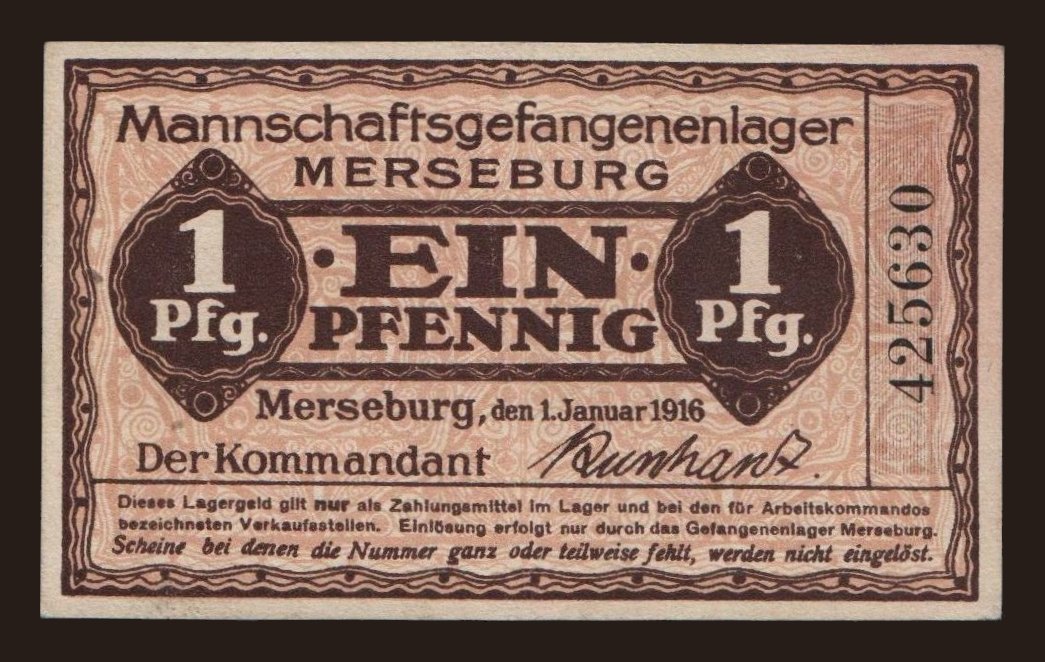 Mannschaftsgefangenenlager
MERSEBURG
1 Pfg.
· EIN ·
PFENNIG
1 Pfg.
425630
Merseburg, den 1. Januar 1916
Der Kommandant
Dieses Lagergeld gilt nur als Zahlungsmittel im Lager und bei den für Arbeitskommandos
bezeichneten Verkaufsstellen. Einlösung erfolgt nur durch das Gefangenenlager Merseburg.
Scheine bei denen die Nummer ganz oder teilweise fehlt, werden nicht eingelöst.